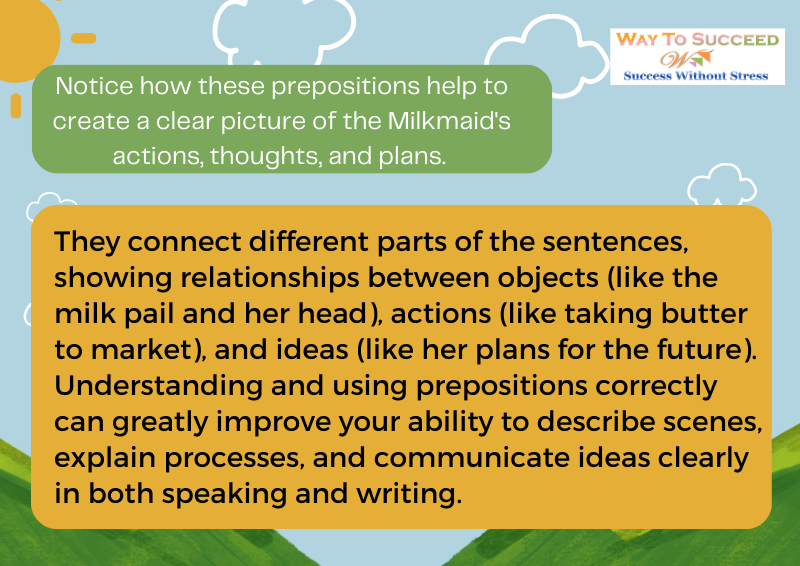 WAY TO SUCCEED
Success Without Stress
Notice how these prepositions help to
create a clear picture of the Milkmaid's
actions, thoughts, and plans.
They connect different parts of the sentences,
showing relationships between objects (like the
milk pail and her head), actions (like taking butter
to market), and ideas (like her plans for the future).
Understanding and using prepositions correctly
can greatly improve your ability to describe scenes,
explain processes, and communicate ideas clearly
in both speaking and writing.